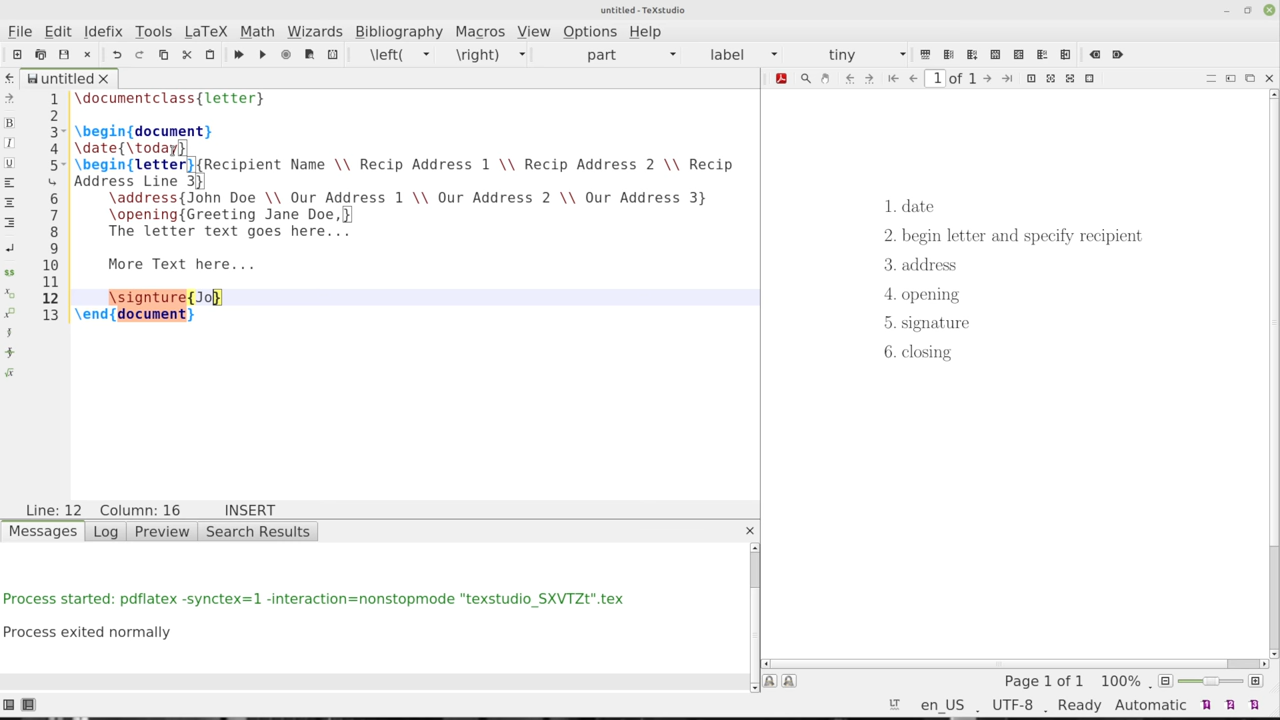 untitled - TeXstudio
File Edit Idefix Tools LaTeX Math Wizards Bibliography Macros View Options Help
\left( \right) part label tiny
untitled
1 of 1
1 \documentclass{letter}
2
3 \begin{document}
4 \date{\today}
5 \begin{letter}{Recipient Name \\ Recip Address 1 \\ Recip Address 2 \\ Recip
Address Line 3}
6 \address{John Doe \\ Our Address 1 \\ Our Address 2 \\ Our Address 3}
7 \opening{Greeting Jane Doe,}
8 The letter text goes here...
9
10 More Text here...
11
12 \signture{Jo}
13 \end{document}
Line: 12 Column: 16 INSERT
Messages Log Preview Search Results
Process started: pdflatex -synctex=1 -interaction=nonstopmode "texstudio_SXVTZt".tex
Process exited normally
1. date
2. begin letter and specify recipient
3. address
4. opening
5. signature
6. closing
Page 1 of 1 100%
LT en_US UTF-8 Ready Automatic